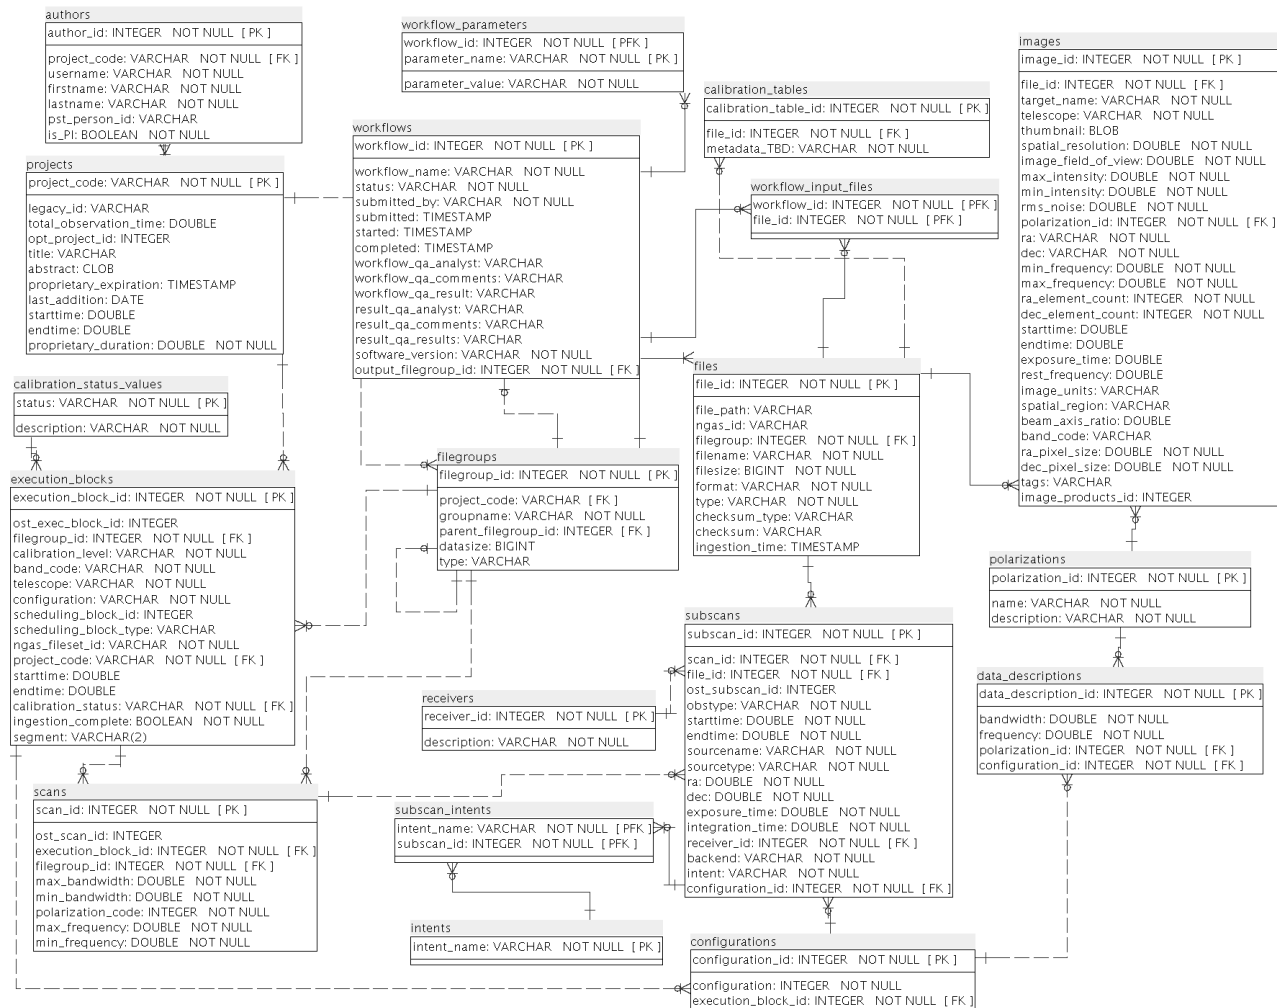 authors
author_id: INTEGER NOT NULL [ PK ]
project_code: VARCHAR NOT NULL [ FK ]
username: VARCHAR NOT NULL
firstname: VARCHAR NOT NULL
lastname: VARCHAR NOT NULL
pst_person_id: VARCHAR
is_PI: BOOLEAN NOT NULL
projects
project_code: VARCHAR NOT NULL [ PK ]
legacy_id: VARCHAR
total_observation_time: DOUBLE
opt_project_id: INTEGER
title: VARCHAR
abstract: CLOB
proprietary_expiration: TIMESTAMP
last_addition: DATE
starttime: DOUBLE
endtime: DOUBLE
proprietary_duration: DOUBLE NOT NULL
calibration_status_values
status: VARCHAR NOT NULL [ PK ]
description: VARCHAR NOT NULL
execution_blocks
execution_block_id: INTEGER NOT NULL [ PK ]
ost_exec_block_id: INTEGER
filegroup_id: INTEGER NOT NULL [ FK ]
calibration_level: VARCHAR NOT NULL
band_code: VARCHAR NOT NULL
telescope: VARCHAR NOT NULL
configuration: VARCHAR NOT NULL
scheduling_block_id: INTEGER
scheduling_block_type: VARCHAR
ngas_fileset_id: VARCHAR NOT NULL
project_code: VARCHAR NOT NULL [ FK ]
starttime: DOUBLE
endtime: DOUBLE
calibration_status: VARCHAR NOT NULL [ FK ]
ingestion_complete: BOOLEAN NOT NULL
segment: VARCHAR(2)
scans
scan_id: INTEGER NOT NULL [ PK ]
ost_scan_id: INTEGER
execution_block_id: INTEGER NOT NULL [ FK ]
filegroup_id: INTEGER NOT NULL [ FK ]
max_bandwidth: DOUBLE NOT NULL
min_bandwidth: DOUBLE NOT NULL
polarization_code: INTEGER NOT NULL
max_frequency: DOUBLE NOT NULL
min_frequency: DOUBLE NOT NULL
workflow_parameters
workflow_id: INTEGER NOT NULL [ PFK ]
parameter_name: VARCHAR NOT NULL [ PK ]
parameter_value: VARCHAR NOT NULL
workflows
workflow_id: INTEGER NOT NULL [ PK ]
workflow_name: VARCHAR NOT NULL
status: VARCHAR NOT NULL
submitted_by: VARCHAR NOT NULL
submitted: TIMESTAMP
started: TIMESTAMP
completed: TIMESTAMP
workflow_qa_analyst: VARCHAR
workflow_qa_comments: VARCHAR
workflow_qa_result: VARCHAR
result_qa_analyst: VARCHAR
result_qa_comments: VARCHAR
result_qa_results: VARCHAR
software_version: VARCHAR NOT NULL
output_filegroup_id: INTEGER NOT NULL [ FK ]
filegroups
filegroup_id: INTEGER NOT NULL [ PK ]
project_code: VARCHAR [ FK ]
groupname: VARCHAR NOT NULL
parent_filegroup_id: INTEGER [ FK ]
datasize: BIGINT
type: VARCHAR
receivers
receiver_id: INTEGER NOT NULL [ PK ]
description: VARCHAR NOT NULL
subscan_intents
intent_name: VARCHAR NOT NULL [ PFK ]
subscan_id: INTEGER NOT NULL [ PFK ]
intents
intent_name: VARCHAR NOT NULL [ PK ]
calibration_tables
calibration_table_id: INTEGER NOT NULL [ PK ]
file_id: INTEGER NOT NULL [ FK ]
metadata_TBD: VARCHAR NOT NULL
workflow_input_files
workflow_id: INTEGER NOT NULL [ PFK ]
file_id: INTEGER NOT NULL [ PFK ]
files
file_id: INTEGER NOT NULL [ PK ]
file_path: VARCHAR
ngas_id: VARCHAR
filegroup: INTEGER NOT NULL [ FK ]
filename: VARCHAR NOT NULL
filesize: BIGINT NOT NULL
format: VARCHAR NOT NULL
type: VARCHAR NOT NULL
checksum_type: VARCHAR
checksum: VARCHAR
ingestion_time: TIMESTAMP
subscans
subscan_id: INTEGER NOT NULL [ PK ]
scan_id: INTEGER NOT NULL [ FK ]
file_id: INTEGER NOT NULL [ FK ]
ost_subscan_id: INTEGER
obstype: VARCHAR NOT NULL
starttime: DOUBLE NOT NULL
endtime: DOUBLE NOT NULL
sourcename: VARCHAR NOT NULL
sourcetype: VARCHAR NOT NULL
ra: DOUBLE NOT NULL
dec: DOUBLE NOT NULL
exposure_time: DOUBLE NOT NULL
integration_time: DOUBLE NOT NULL
receiver_id: INTEGER NOT NULL [ FK ]
backend: VARCHAR NOT NULL
intent: VARCHAR NOT NULL
configuration_id: INTEGER NOT NULL [ FK ]
configurations
configuration_id: INTEGER NOT NULL [ PK ]
configuration: INTEGER NOT NULL
execution_block_id: INTEGER NOT NULL [ FK ]
images
image_id: INTEGER NOT NULL [ PK ]
file_id: INTEGER NOT NULL [ FK ]
target_name: VARCHAR NOT NULL
telescope: VARCHAR NOT NULL
thumbnail: BLOB
spatial_resolution: DOUBLE NOT NULL
image_field_of_view: DOUBLE NOT NULL
max_intensity: DOUBLE NOT NULL
min_intensity: DOUBLE NOT NULL
rms_noise: DOUBLE NOT NULL
polarization_id: INTEGER NOT NULL [ FK ]
ra: VARCHAR NOT NULL
dec: VARCHAR NOT NULL
min_frequency: DOUBLE NOT NULL
max_frequency: DOUBLE NOT NULL
ra_element_count: INTEGER NOT NULL
dec_element_count: INTEGER NOT NULL
starttime: DOUBLE
endtime: DOUBLE
exposure_time: DOUBLE
rest_frequency: DOUBLE
image_units: VARCHAR
spatial_region: VARCHAR
beam_axis_ratio: DOUBLE
band_code: VARCHAR
ra_pixel_size: DOUBLE NOT NULL
dec_pixel_size: DOUBLE NOT NULL
tags: VARCHAR
image_products_id: INTEGER
polarizations
polarization_id: INTEGER NOT NULL [ PK ]
name: VARCHAR NOT NULL
description: VARCHAR NOT NULL
data_descriptions
data_description_id: INTEGER NOT NULL [ PK ]
bandwidth: DOUBLE NOT NULL
frequency: DOUBLE NOT NULL
polarization_id: INTEGER NOT NULL [ FK ]
configuration_id: INTEGER NOT NULL [ FK ]